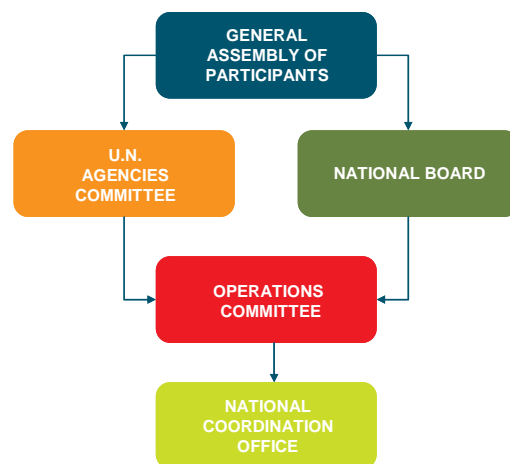 GENERAL
ASSEMBLY OF
PARTICIPANTS
U.N.
AGENCIES
COMMITTEE
NATIONAL BOARD
OPERATIONS
COMMITTEE
NATIONAL
COORDINATION
OFFICE